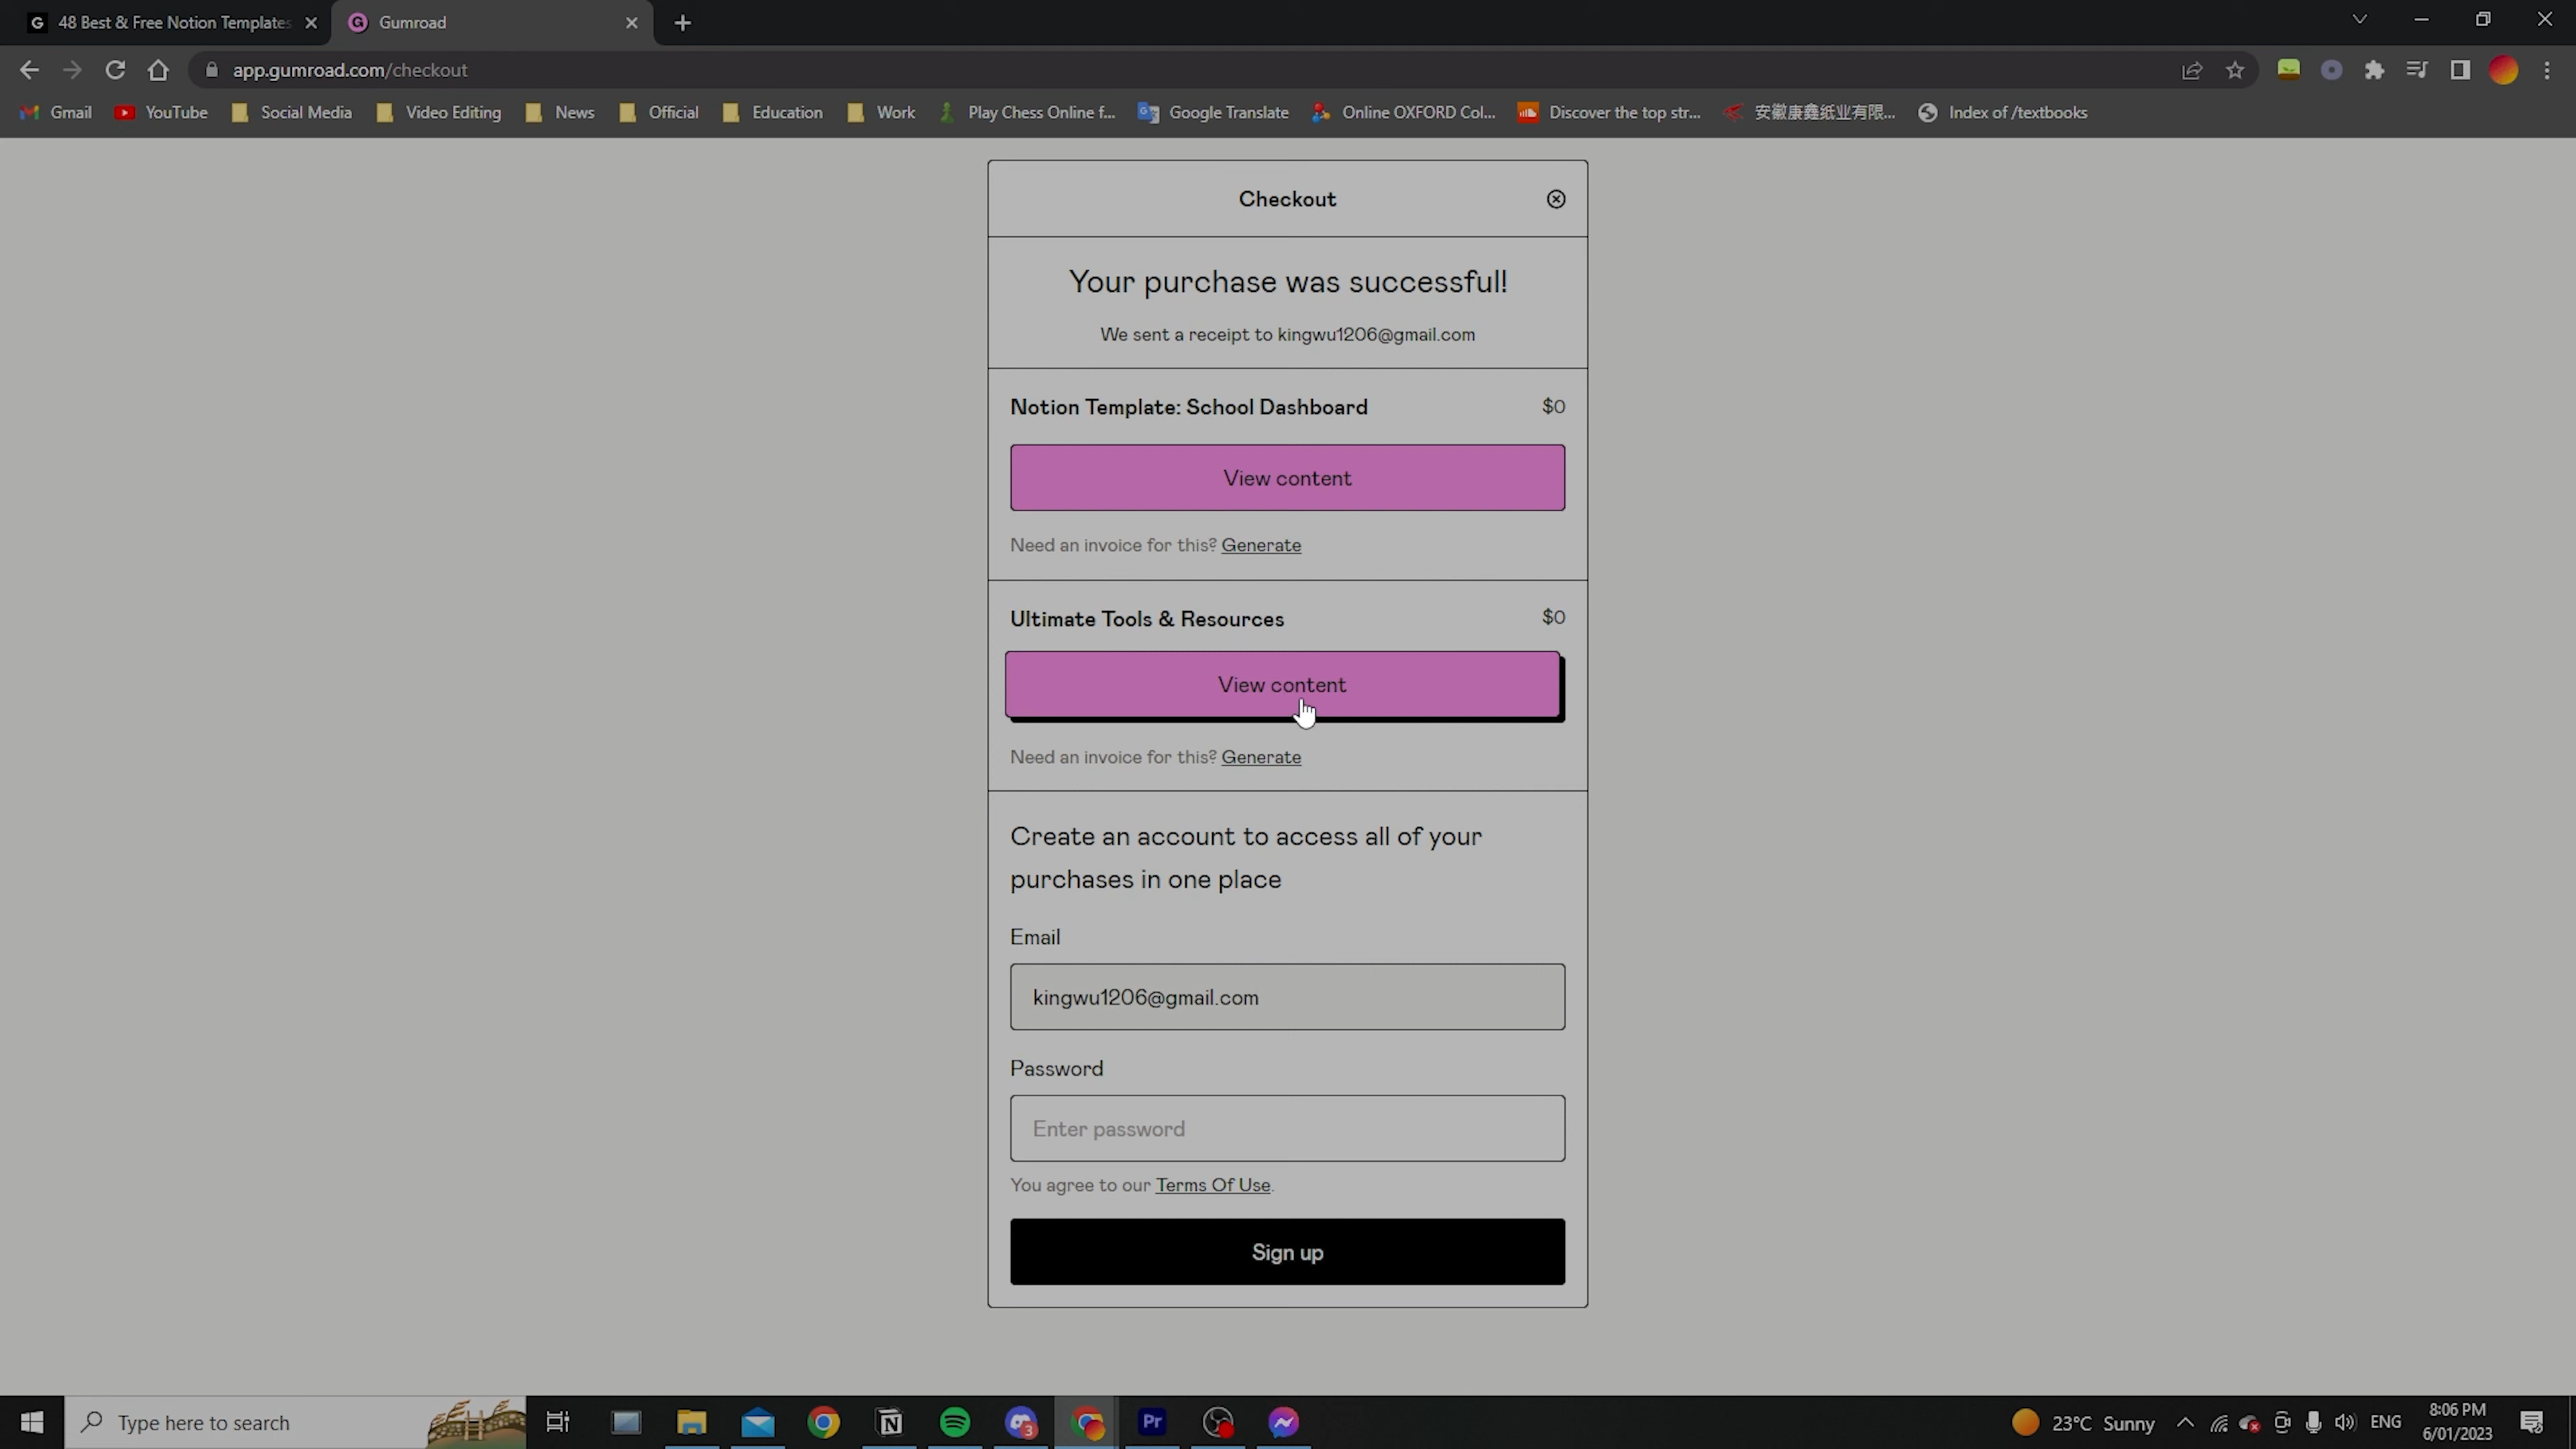 48 Best & Free Notion Templates
Gumroad
app.gumroad.com/checkout
Gmail
YouTube
Social Media
Video Editing
News
Official
Education
Work
Play Chess Online f...
Google Translate
Online OXFORD Col...
Discover the top str...
安徽康鑫纸业有限...
Index of /textbooks
Checkout
Your purchase was successful!
We sent a receipt to kingwu1206@gmail.com
Notion Template: School Dashboard $0
View content
Need an invoice for this? Generate
Ultimate Tools & Resources $0
View content
Need an invoice for this? Generate
Create an account to access all of your
purchases in one place
Email
kingwu1206@gmail.com
Password
Enter password
You agree to our Terms Of Use.
Sign up
Type here to search
3
Pr
23°C Sunny
ENG
8:06 PM
6/01/2023